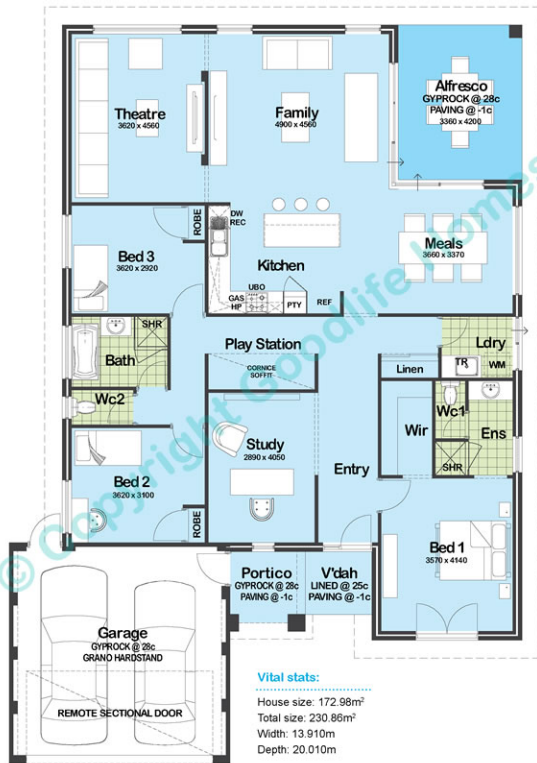 Theatre
3620 x 4560
Family
4900 x 4560
Alfresco
GYPROCK @ 28c
PAVING @ -1c
3360 x 4200
ROBE
DW
REC
Bed 3
3620 x 2920
Meals
3660 x 3370
Kitchen
UBO
GAS
HP
PTY
REF
SHR
Bath
Play Station
CORNICE
SOFFIT
Ldry
TR
WM
Linen
Wc2
Wc1
Wir
Ens
SHR
Study
2890 x 4050
Entry
Bed 2
3620 x 3100
ROBE
Bed 1
3570 x 4140
Portico
GYPROCK @ 28c
PAVING @ -1c
V'dah
LINED @ 25c
PAVING @ -1c
Garage
GYPROCK @ 28c
GRANO HARDSTAND
REMOTE SECTIONAL DOOR
Vital stats:
House size: 172.98m²
Total size: 230.86m²
Width: 13.910m
Depth: 20.010m
© Copyright Goodlife Homes